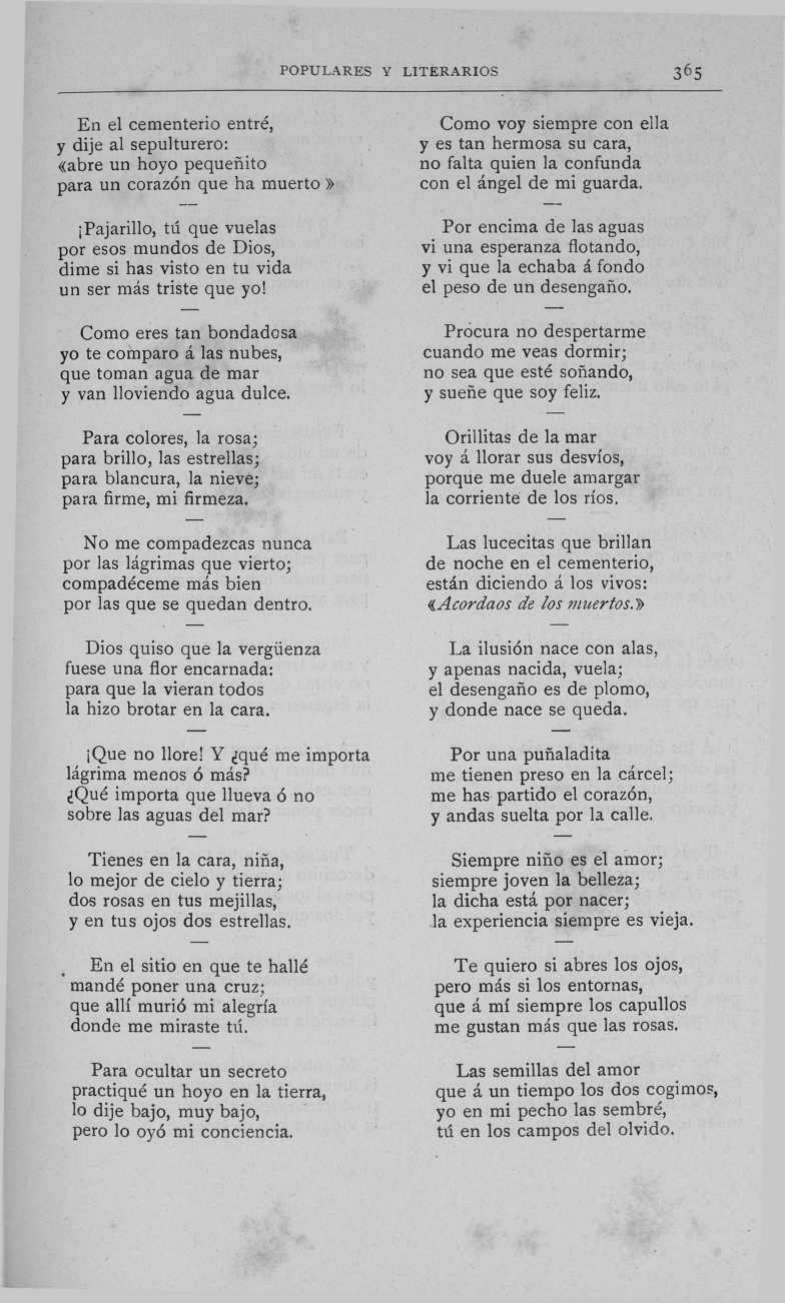 POPULARES Y LITERARIOS 365
En el cementerio entré,
y dije al sepulturero:
«abre un hoyo pequeñito
para un corazón que ha muerto »
¡Pajarillo, tú que vuelas
por esos mundos de Dios,
dime si has visto en tu vida
un ser más triste que yo!
Como eres tan bondadosa
yo te comparo á las nubes,
que toman agua de mar
y van lloviendo agua dulce.
Para colores, la rosa;
para brillo, las estrellas;
para blancura, la nieve;
para firme, mi firmeza.
No me compadezcas nunca
por las lágrimas que vierto;
compadéceme más bien
por las que se quedan dentro.
Dios quiso que la vergüenza
fuese una flor encarnada:
para que la vieran todos
la hizo brotar en la cara.
¡Que no llore! Y ¿qué me importa
lágrima menos ó más?
¿Qué importa que llueva ó no
sobre las aguas del mar?
Tienes en la cara, niña,
lo mejor de cielo y tierra;
dos rosas en tus mejillas,
y en tus ojos dos estrellas.
En el sitio en que te hallé
mandé poner una cruz;
que allí murió mi alegría
donde me miraste tú.
Para ocultar un secreto
practiqué un hoyo en la tierra,
lo dije bajo, muy bajo,
pero lo oyó mi conciencia.
Como voy siempre con ella
y es tan hermosa su cara,
no falta quien la confunda
con el ángel de mi guarda.
Por encima de las aguas
vi una esperanza flotando,
y vi que la echaba á fondo
el peso de un desengaño.
Procura no despertarme
cuando me veas dormir;
no sea que esté soñando,
y sueñe que soy feliz.
Orillitas de la mar
voy á llorar sus desvíos,
porque me duele amargar
la corriente de los ríos.
Las lucecitas que brillan
de noche en el cementerio,
están diciendo á los vivos:
«Acordaos de los muertos.»
La ilusión nace con alas,
y apenas nacida, vuela;
el desengaño es de plomo,
y donde nace se queda.
Por una puñaladita
me tienen preso en la cárcel;
me has partido el corazón,
y andas suelta por la calle.
Siempre niño es el amor;
siempre joven la belleza;
la dicha está por nacer;
la experiencia siempre es vieja.
Te quiero si abres los ojos,
pero más si los entornas,
que á mí siempre los capullos
me gustan más que las rosas.
Las semillas del amor
que á un tiempo los dos cogimos,
yo en mi pecho las sembré,
tú en los campos del olvido.